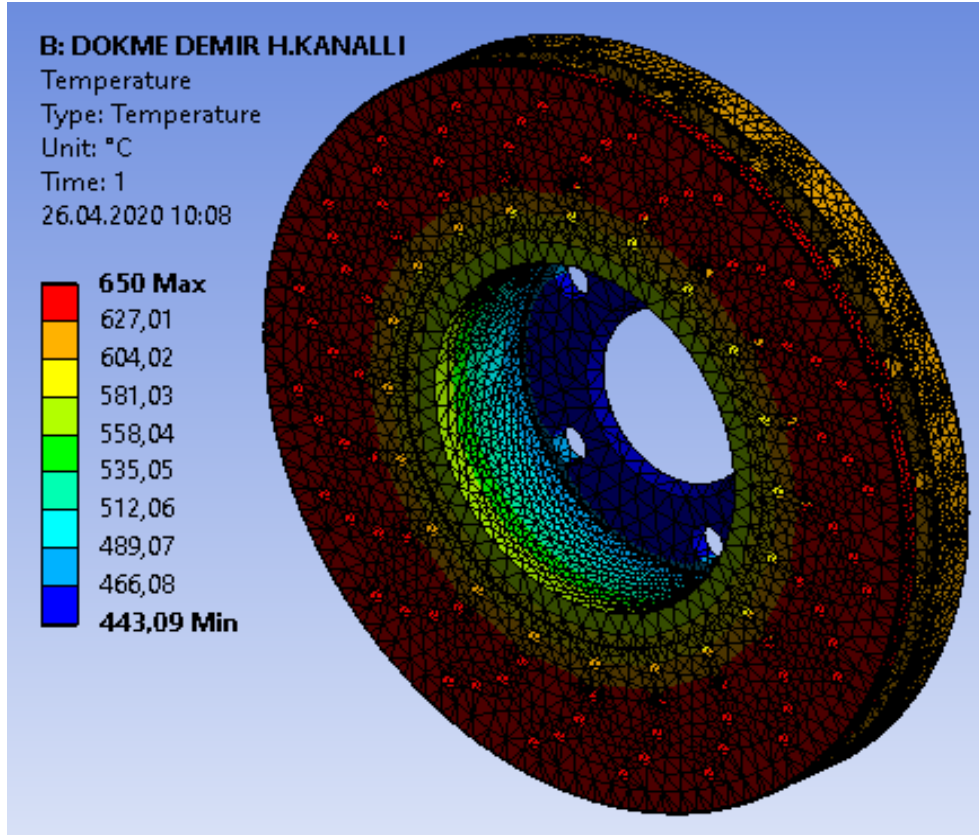 B: DOKME DEMIR H.KANALLI
Temperature
Type: Temperature
Unit: °C
Time: 1
26.04.2020 10:08
650 Max
627,01
604,02
581,03
558,04
535,05
512,06
489,07
466,08
443,09 Min